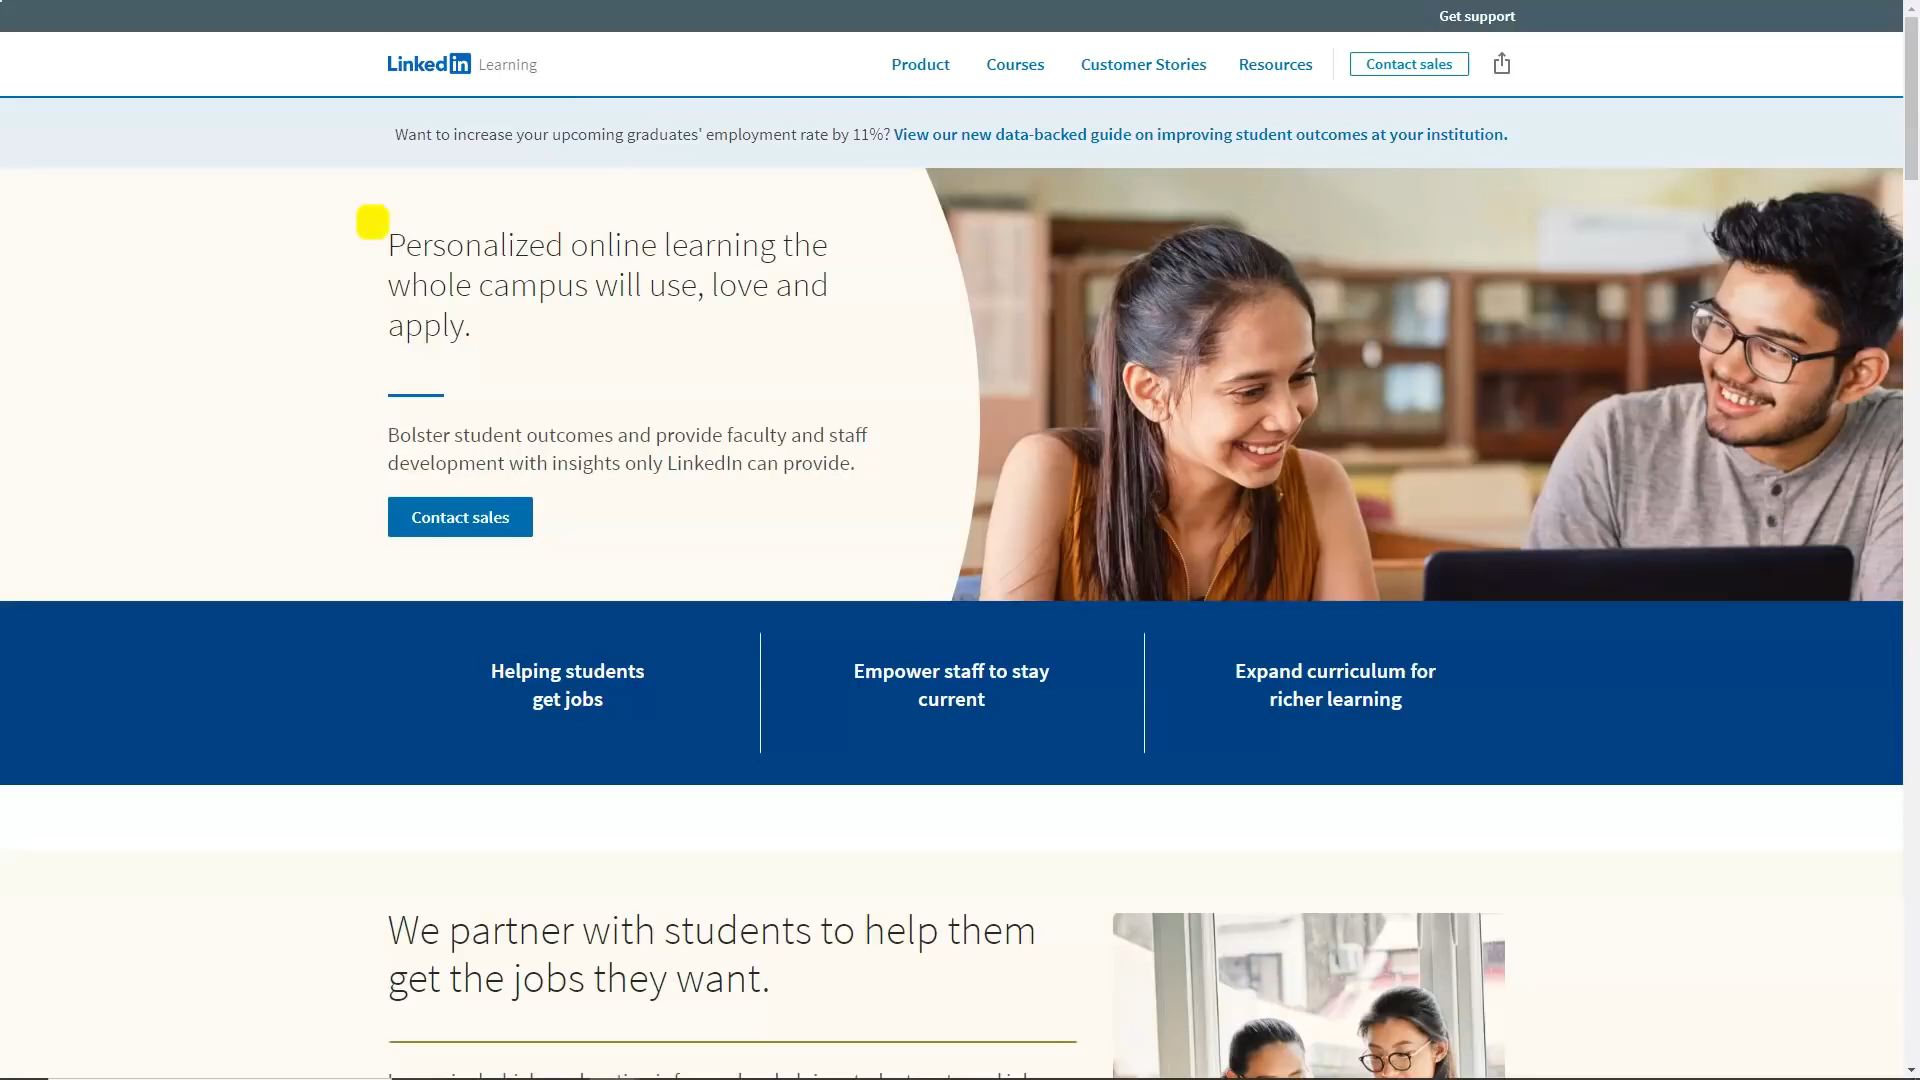 Get support
Linked in Learning
Product
Courses
Customer Stories
Resources
Contact sales
Want to increase your upcoming graduates' employment rate by 11%? View our new data-backed guide on improving student outcomes at your institution.
Personalized online learning the
whole campus will use, love and
apply.
Bolster student outcomes and provide faculty and staff
development with insights only LinkedIn can provide.
Contact sales
Helping students
get jobs
Empower staff to stay
current
Expand curriculum for
richer learning
We partner with students to help them
get the jobs they want.